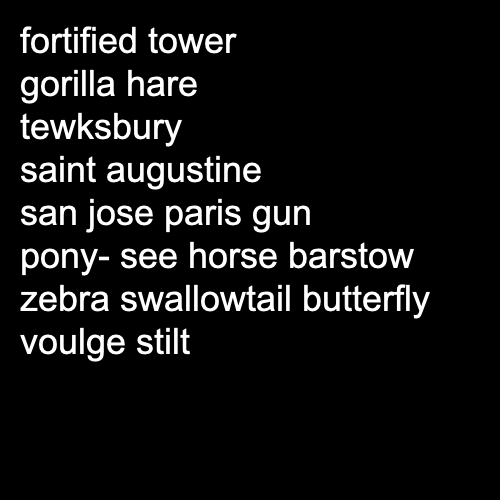 fortified tower
gorilla hare
tewksbury
saint augustine
san jose paris gun
pony- see horse barstow
zebra swallowtail butterfly
voulge stilt